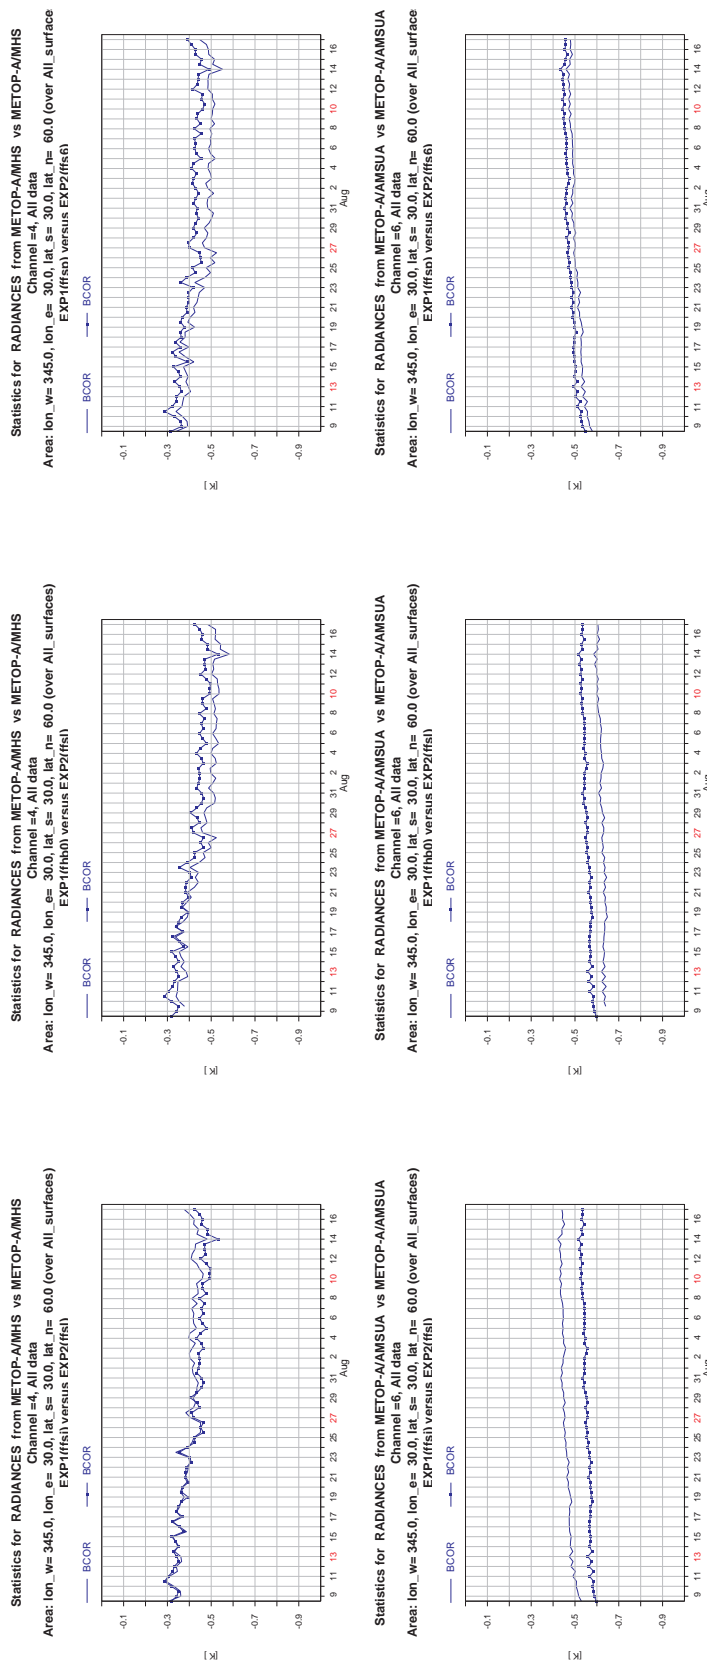 Statistics for RADIANCES from METOP-A/MHS vs METOP-A/MHS
Channel =4, All data
Area: lon_w= 345.0, lon_e= 30.0, lat_s= 30.0, lat_n= 60.0 (over All_surfaces)
EXP1(ffsi) versus EXP2(ffsl)
BCOR BCOR
-0.1
-0.3
-0.5
-0.7
-0.9
[K]
9 11 13 15 17 19 21 23 25 27 29 31 2 4 6 8 10 12 14 16
Aug
Statistics for RADIANCES from METOP-A/MHS vs METOP-A/MHS
Channel =4, All data
Area: lon_w= 345.0, lon_e= 30.0, lat_s= 30.0, lat_n= 60.0 (over All_surfaces)
EXP1(fhb0) versus EXP2(ffsl)
BCOR BCOR
-0.1
-0.3
-0.5
-0.7
-0.9
[K]
9 11 13 15 17 19 21 23 25 27 29 31 2 4 6 8 10 12 14 16
Aug
Statistics for RADIANCES from METOP-A/MHS vs METOP-A/MHS
Channel =4, All data
Area: lon_w= 345.0, lon_e= 30.0, lat_s= 30.0, lat_n= 60.0 (over All_surface
EXP1(ffsn) versus EXP2(ffs6)
BCOR BCOR
-0.1
-0.3
-0.5
-0.7
-0.9
[K]
9 11 13 15 17 19 21 23 25 27 29 31 2 4 6 8 10 12 14 16
Aug
Statistics for RADIANCES from METOP-A/AMSUA vs METOP-A/AMSUA
Channel =6, All data
Area: lon_w= 345.0, lon_e= 30.0, lat_s= 30.0, lat_n= 60.0 (over All_surfaces)
EXP1(ffsi) versus EXP2(ffsl)
BCOR BCOR
-0.1
-0.3
-0.5
-0.7
-0.9
[K]
9 11 13 15 17 19 21 23 25 27 29 31 2 4 6 8 10 12 14 16
Aug
Statistics for RADIANCES from METOP-A/AMSUA vs METOP-A/AMSUA
Channel =6, All data
Area: lon_w= 345.0, lon_e= 30.0, lat_s= 30.0, lat_n= 60.0 (over All_surfaces)
EXP1(fhb0) versus EXP2(ffsl)
BCOR BCOR
-0.1
-0.3
-0.5
-0.7
-0.9
[K]
9 11 13 15 17 19 21 23 25 27 29 31 2 4 6 8 10 12 14 16
Aug
Statistics for RADIANCES from METOP-A/AMSUA vs METOP-A/AMSUA
Channel =6, All data
Area: lon_w= 345.0, lon_e= 30.0, lat_s= 30.0, lat_n= 60.0 (over All_surface
EXP1(ffsn) versus EXP2(ffs6)
BCOR BCOR
-0.1
-0.3
-0.5
-0.7
-0.9
[K]
9 11 13 15 17 19 21 23 25 27 29 31 2 4 6 8 10 12 14 16
Aug